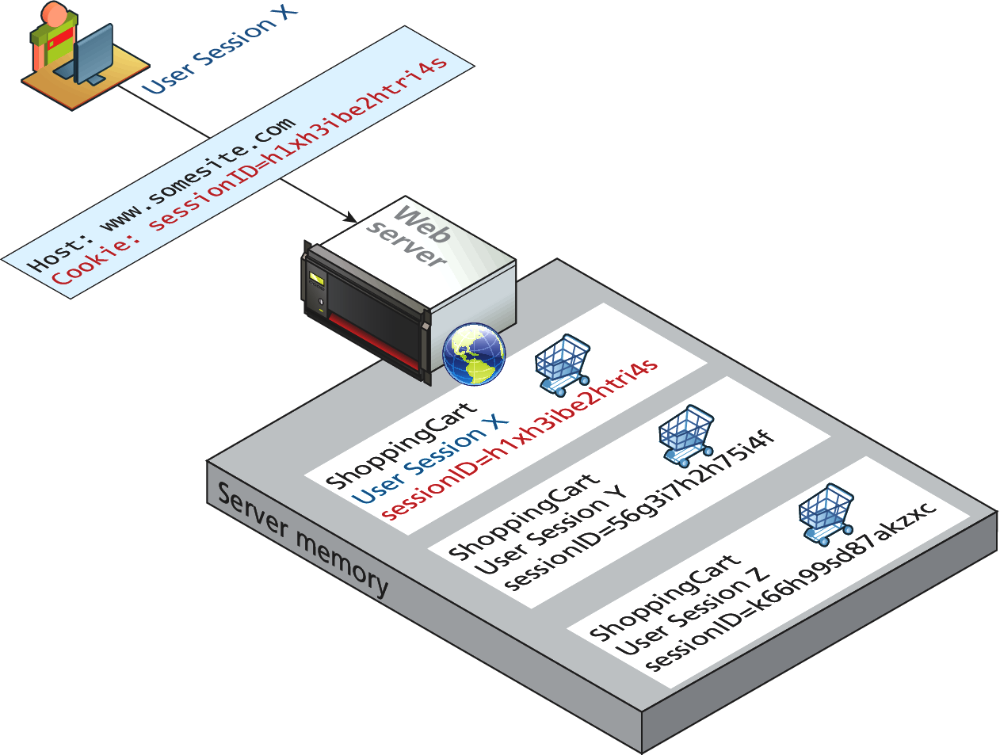 User Session X
Host: www.somesite.com
Cookie: sessionID=h1xh3ibe2htri4s
Web
server
ShoppingCart
User Session X
sessionID=h1xh3ibe2htri4s
ShoppingCart
User Session Y
sessionID=56g3i7h2h75i4f
ShoppingCart
User Session Z
sessionID=k66h99sd87akzxc
Server memory